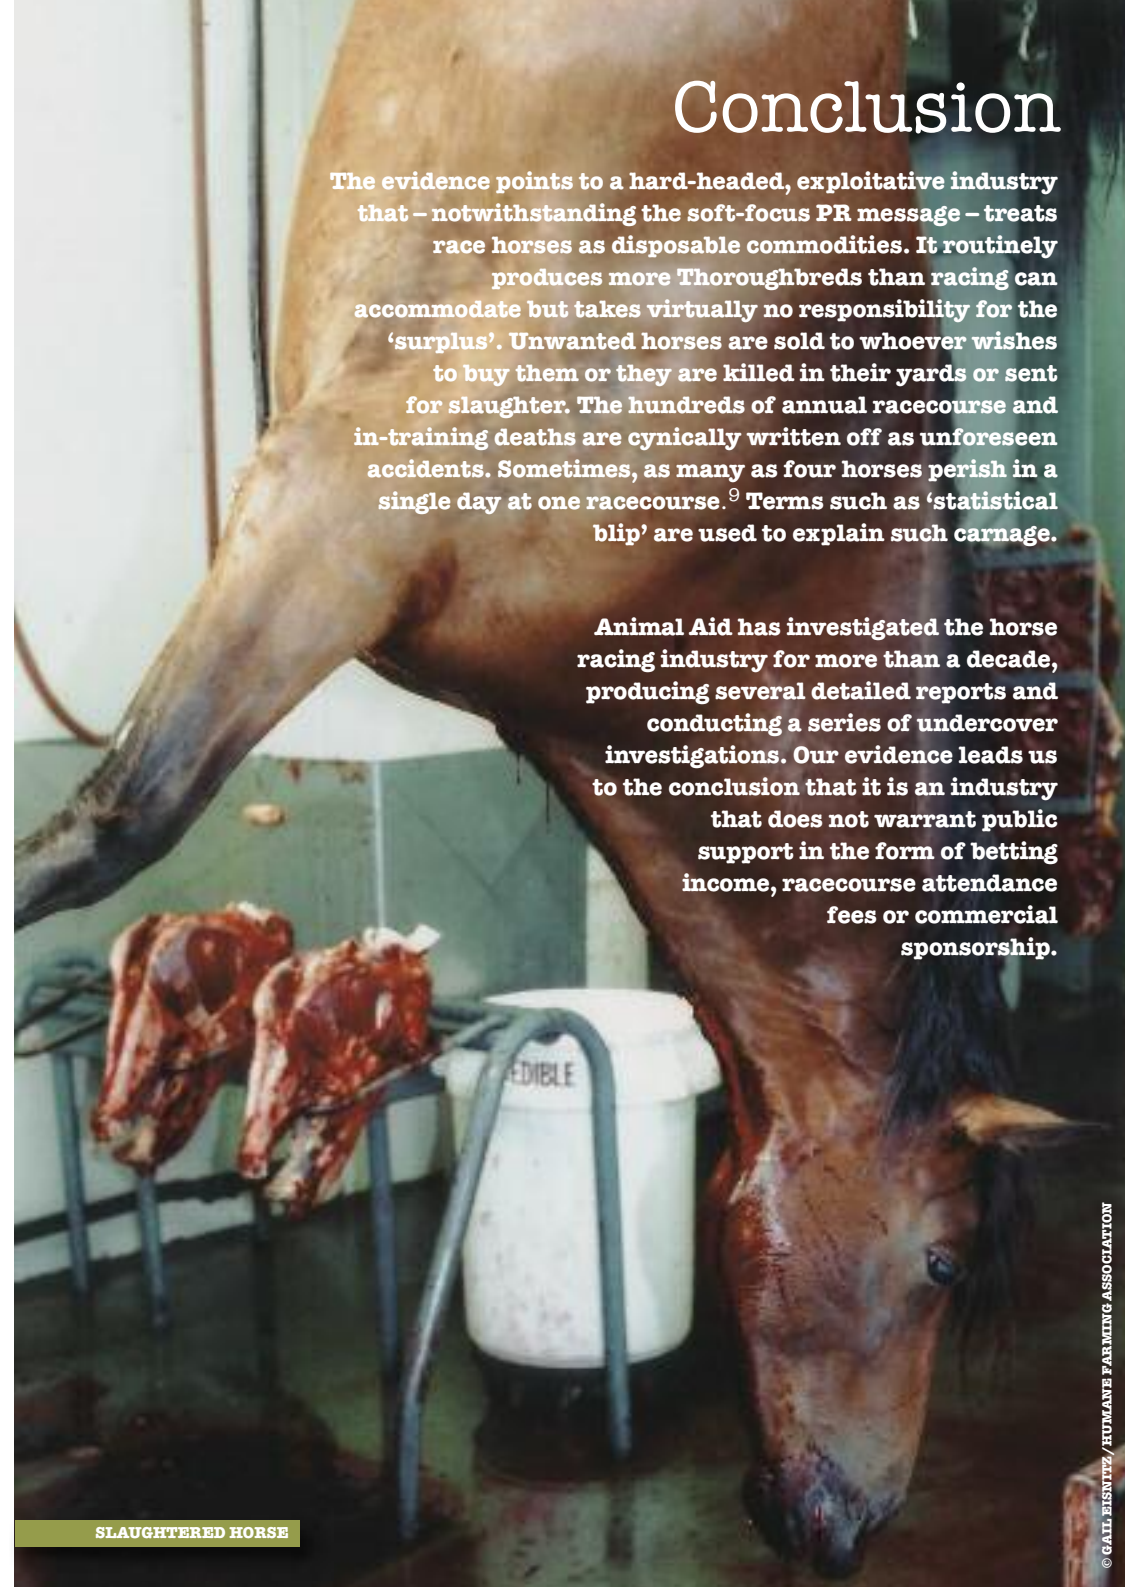 Conclusion
The evidence points to a hard-headed, exploitative industry
that – notwithstanding the soft-focus PR message – treats
race horses as disposable commodities. It routinely
produces more Thoroughbreds than racing can
accommodate but takes virtually no responsibility for the
‘surplus’. Unwanted horses are sold to whoever wishes
to buy them or they are killed in their yards or sent
for slaughter. The hundreds of annual racecourse and
in-training deaths are cynically written off as unforeseen
accidents. Sometimes, as many as four horses perish in a
single day at one racecourse.⁹ Terms such as ‘statistical
blip’ are used to explain such carnage.
Animal Aid has investigated the horse
racing industry for more than a decade,
producing several detailed reports and
conducting a series of undercover
investigations. Our evidence leads us
to the conclusion that it is an industry
that does not warrant public
support in the form of betting
income, racecourse attendance
fees or commercial
sponsorship.
EDIBLE
SLAUGHTERED HORSE
© GAIL EISNITZ/HUMANE FARMING ASSOCIATION